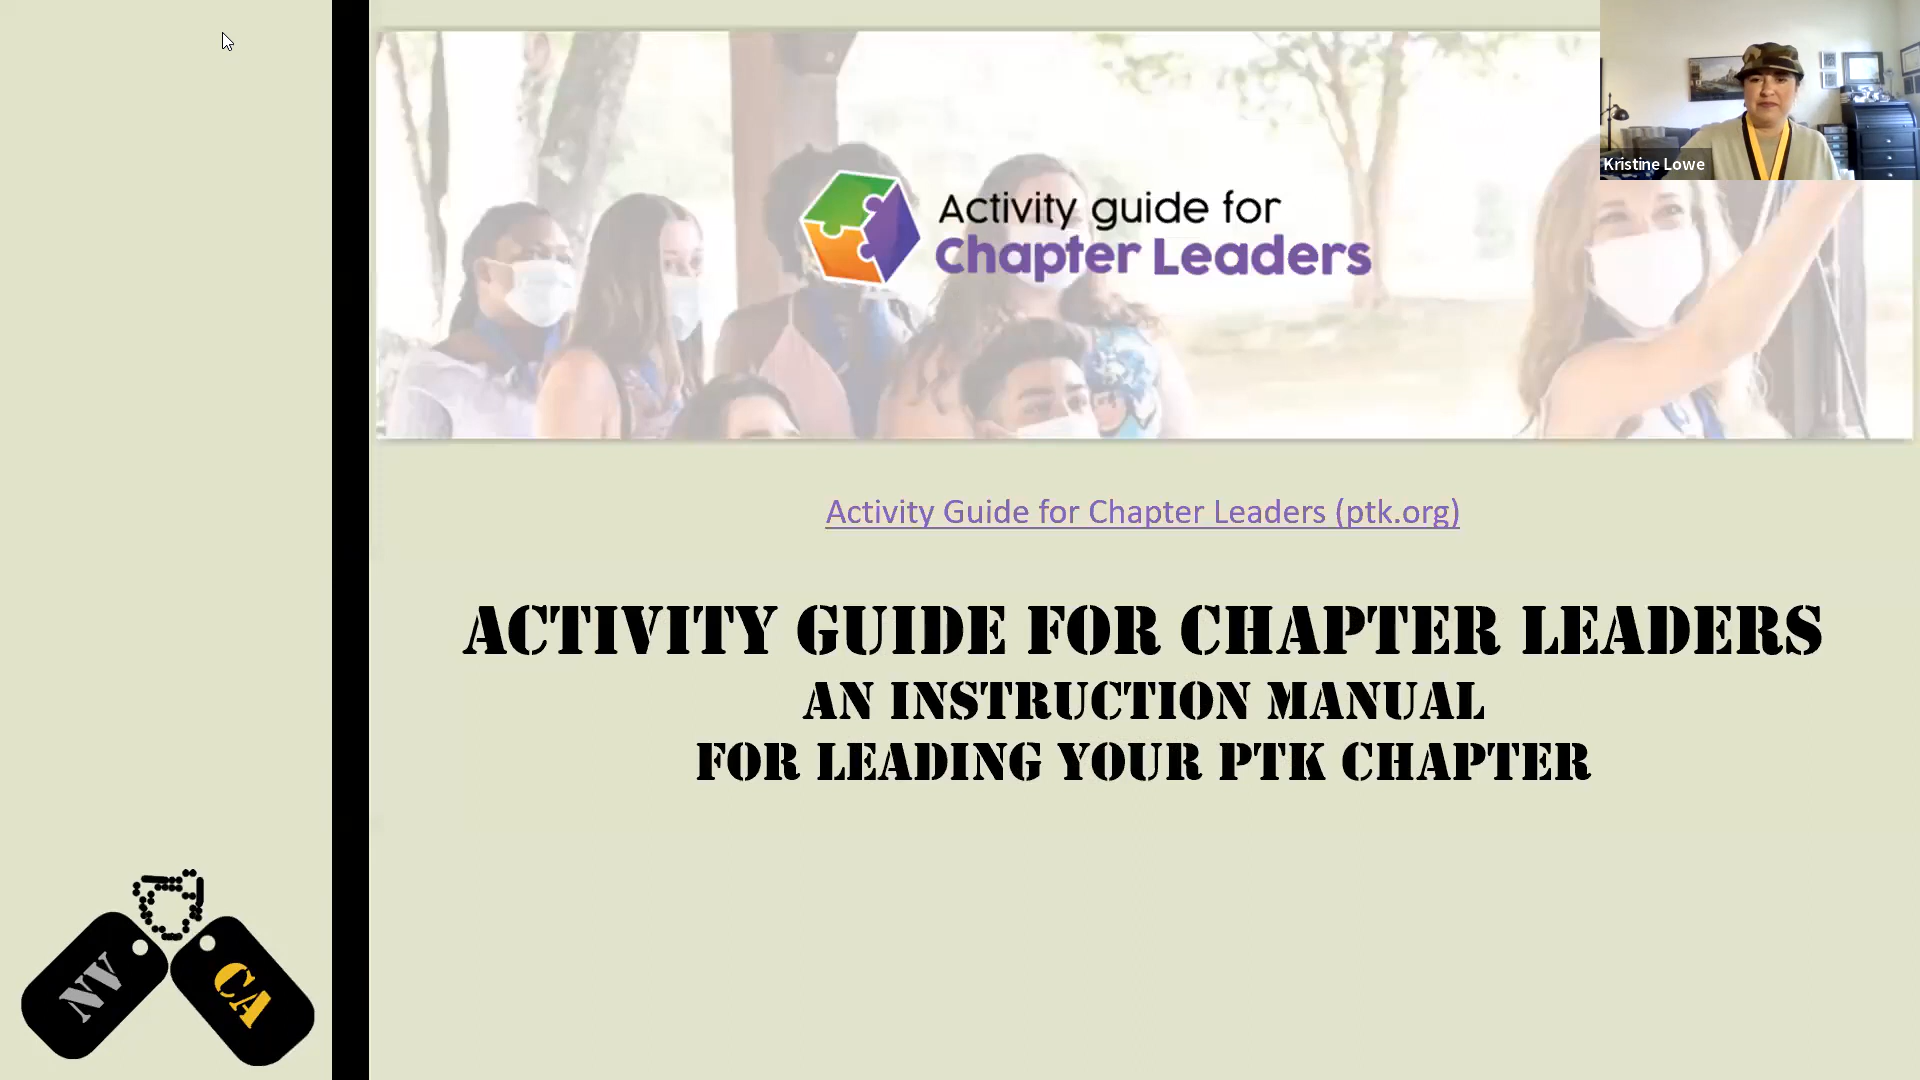 Activity guide for
Chapter Leaders
Kristine Lowe
Activity Guide for Chapter Leaders (ptk.org)
ACTIVITY GUIDE FOR CHAPTER LEADERS
AN INSTRUCTION MANUAL
FOR LEADING YOUR PTK CHAPTER
NV
CA